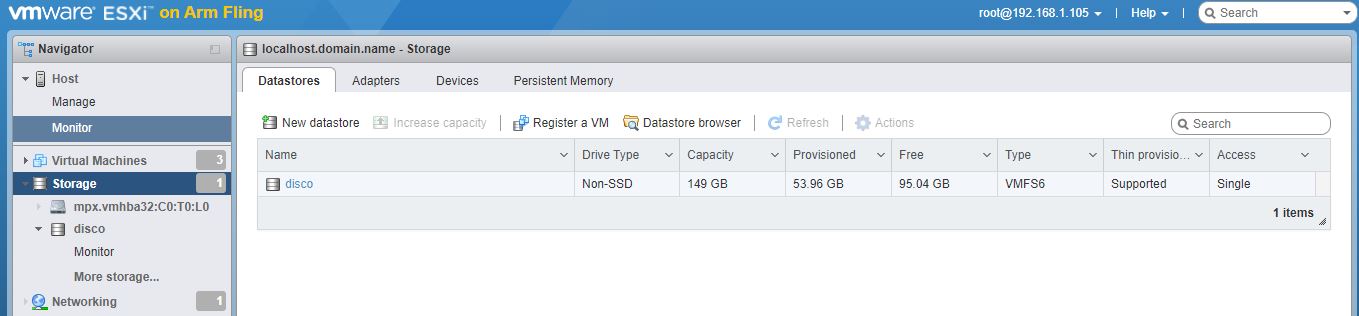 vmware ESXi on Arm Fling
root@192.168.1.105 | Help | Search
Navigator
localhost.domain.name - Storage
Host
Manage
Monitor
Virtual Machines 3
Storage 1
mpx.vmhba32:C0:T0:L0
disco
Monitor
More storage...
Networking 1
Datastores Adapters Devices Persistent Memory
New datastore Increase capacity Register a VM Datastore browser Refresh Actions Search
Name Drive Type Capacity Provisioned Free Type Thin provisio... Access
disco Non-SSD 149 GB 53.96 GB 95.04 GB VMFS6 Supported Single
1 items